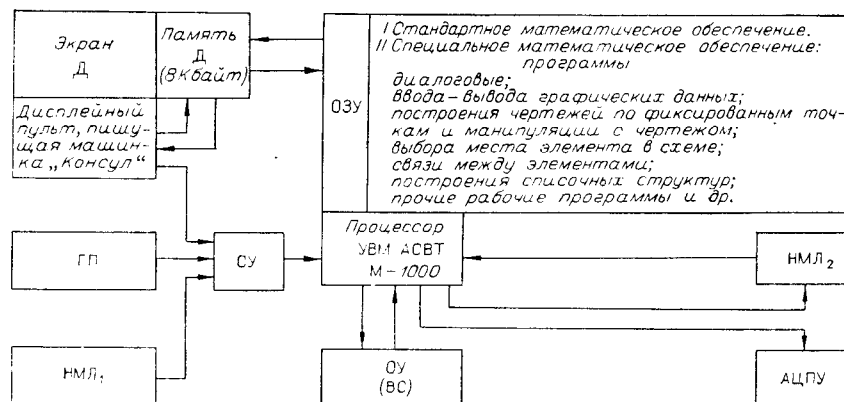 Экран
Д
Память
Д
(8Кбайт)
Дисплейный
пульт, пишу-
щая машин-
ка „Консул“
ОЗУ
I Стандартное математическое обеспечение.
II Специальное математическое обеспечение:
программы
диалоговые;
ввода-вывода графических данных;
построения чертежей по фиксированным точ-
кам и манипуляции с чертежом;
выбора места элемента в схеме;
связи между элементами;
построения списочных структур;
прочие рабочие программы и др.
Процессор
УВМ АСВТ
М-1000
ГП
СУ
НМЛ₂
НМЛ₁
ОУ
(ВС)
АЦПУ